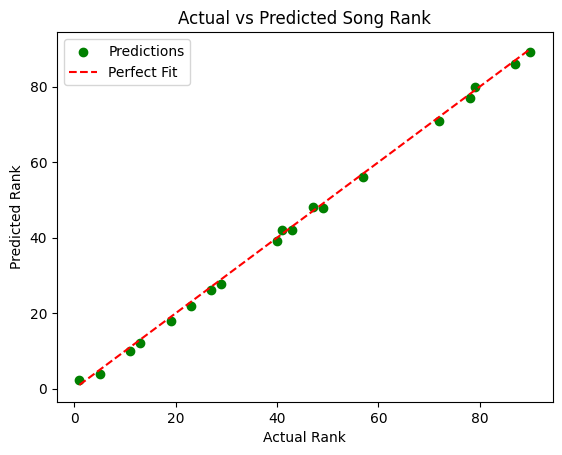 Actual vs Predicted Song Rank
Predictions
Perfect Fit
Predicted Rank
80
60
40
20
0
0 20 40 60 80
Actual Rank